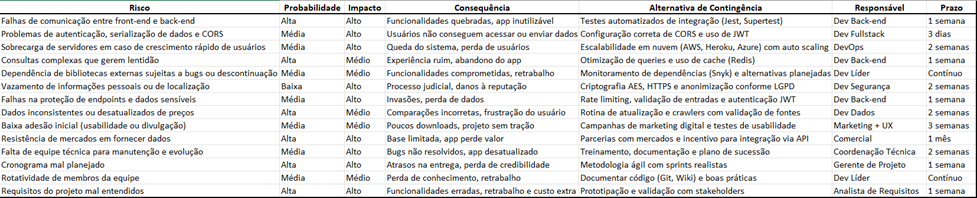 Risco Probabilidade Impacto Consequência Alternativa de Contingência Responsável Prazo
Falhas de comunicação entre front-end e back-end Alta Alto Funcionalidades quebradas, app inutilizável Testes automatizados de integração (Jest, Supertest) Dev Back-end 1 semana
Problemas de autenticação, serialização de dados e CORS Média Alto Usuários não conseguem acessar ou enviar dados Configuração correta de CORS e uso de JWT Dev Fullstack 3 dias
Sobrecarga de servidores em caso de crescimento rápido de usuários Média Alto Queda do sistema, perda de usuários Escalabilidade em nuvem (AWS, Heroku, Azure) com auto scaling DevOps 2 semanas
Consultas complexas que gerem lentidão Alta Médio Experiência ruim, abandono do app Otimização de queries e uso de cache (Redis) Dev Back-end 1 semana
Dependência de bibliotecas externas sujeitas a bugs ou descontinuação Média Médio Funcionalidades comprometidas, retrabalho Monitoramento de dependências (Snyk) e alternativas planejadas Dev Líder Contínuo
Vazamento de informações pessoais ou de localização Baixa Alto Processo judicial, danos à reputação Criptografia AES, HTTPS e anonimização conforme LGPD Dev Segurança 2 semanas
Falhas na proteção de endpoints e dados sensíveis Média Alto Invasões, perda de dados Rate limiting, validação de entradas e autenticação JWT Dev Back-end 1 semana
Dados inconsistentes ou desatualizados de preços Alta Médio Comparações incorretas, frustração do usuário Rotina de atualização e crawlers com validação de fontes Dev Dados 2 semanas
Baixa adesão inicial (usabilidade ou divulgação) Média Médio Poucos downloads, projeto sem tração Campanhas de marketing digital e testes de usabilidade Marketing + UX 3 semanas
Resistência de mercados em fornecer dados Alta Alto Base limitada, app perde valor Parcerias com mercados e incentivo para integração via API Comercial 1 mês
Falta de equipe técnica para manutenção e evolução Média Alto Bugs não resolvidos, app desatualizado Treinamento, documentação e plano de sucessão Coordenação Técnica 2 semanas
Cronograma mal planejado Alta Alto Atrasos na entrega, perda de credibilidade Metodologia ágil com sprints realistas Gerente de Projeto 1 semana
Rotatividade de membros da equipe Média Médio Perda de conhecimento, retrabalho Documentar código (Git, Wiki) e boas práticas Dev Líder Contínuo
Requisitos do projeto mal entendidos Alta Alto Funcionalidades erradas, retrabalho e custo extra Prototipação e validação com stakeholders Analista de Requisitos 1 semana